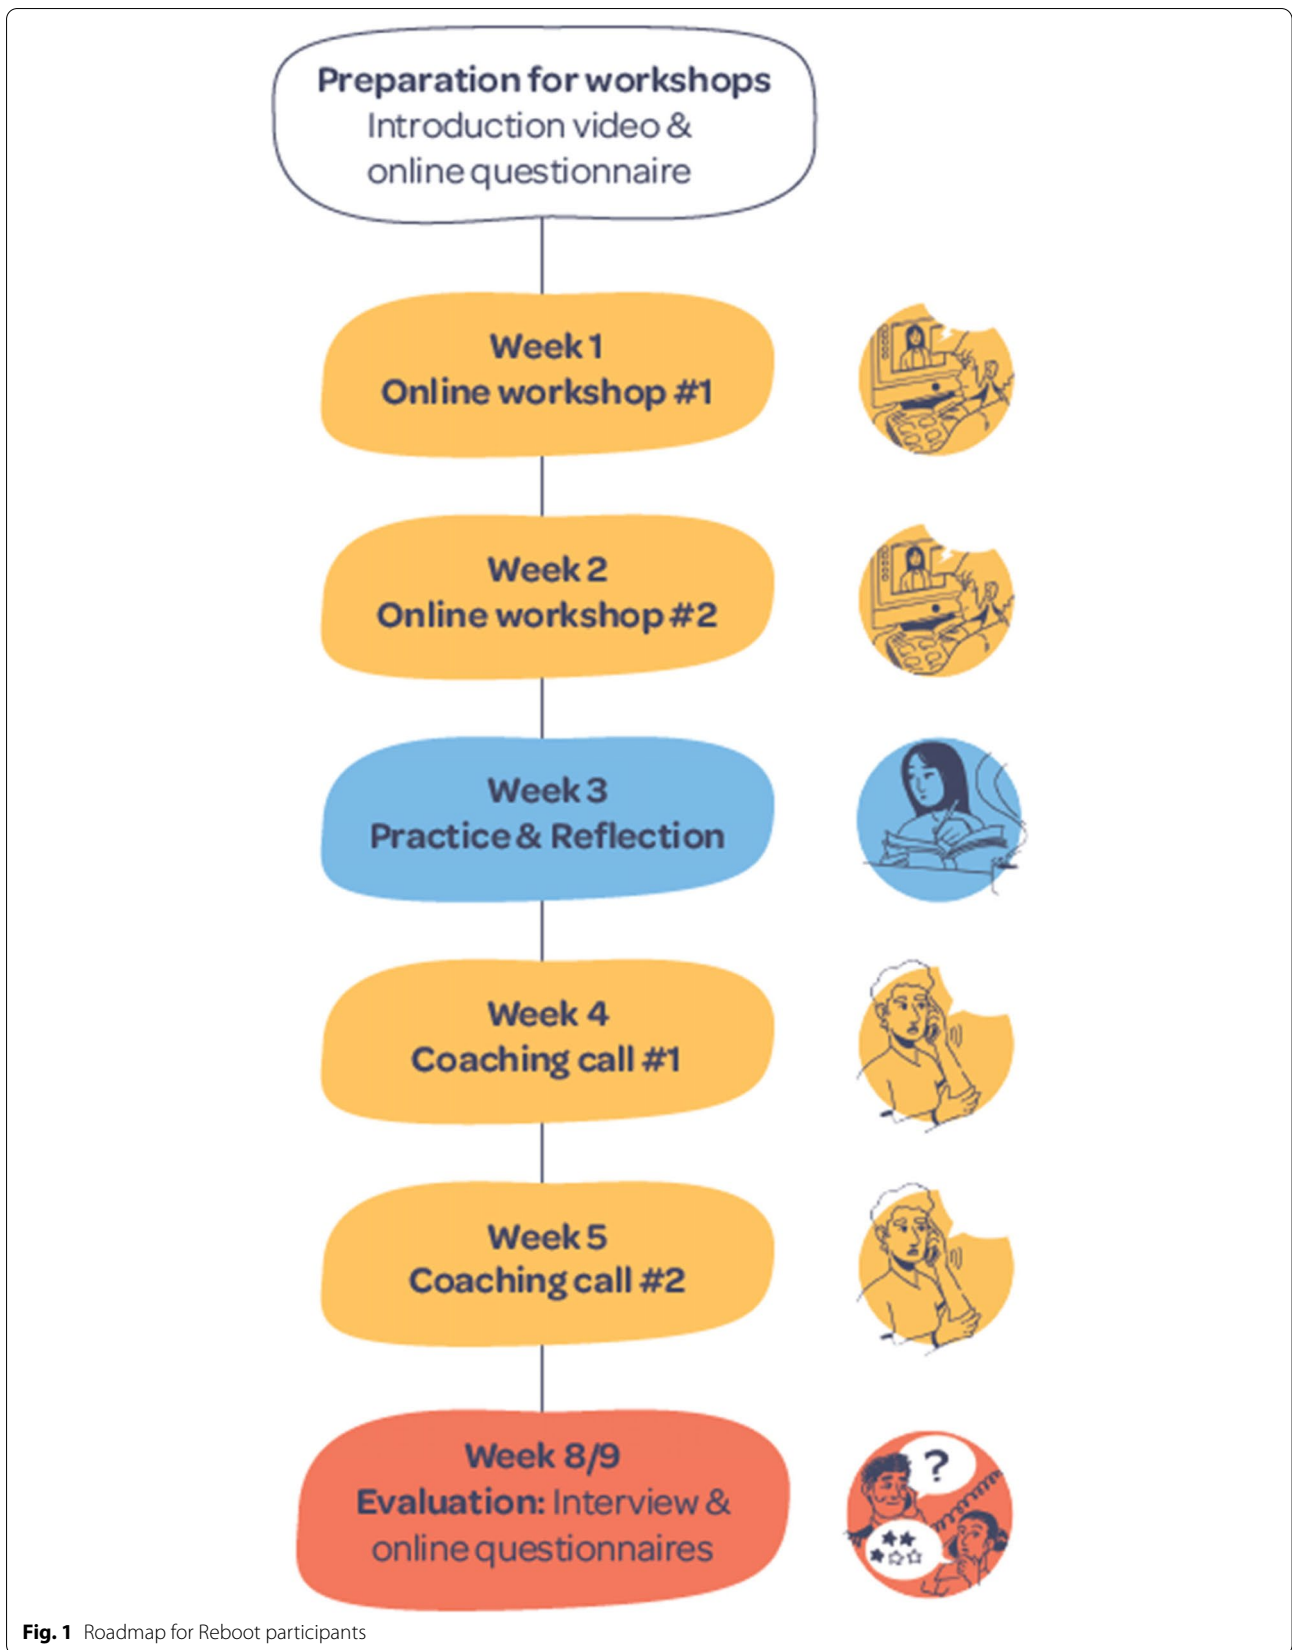 Preparation for workshops
Introduction video &
online questionnaire
Week 1
Online workshop #1
Week 2
Online workshop #2
Week 3
Practice & Reflection
Week 4
Coaching call #1
Week 5
Coaching call #2
Week 8/9
Evaluation: Interview &
online questionnaires
?
Fig. 1 Roadmap for Reboot participants